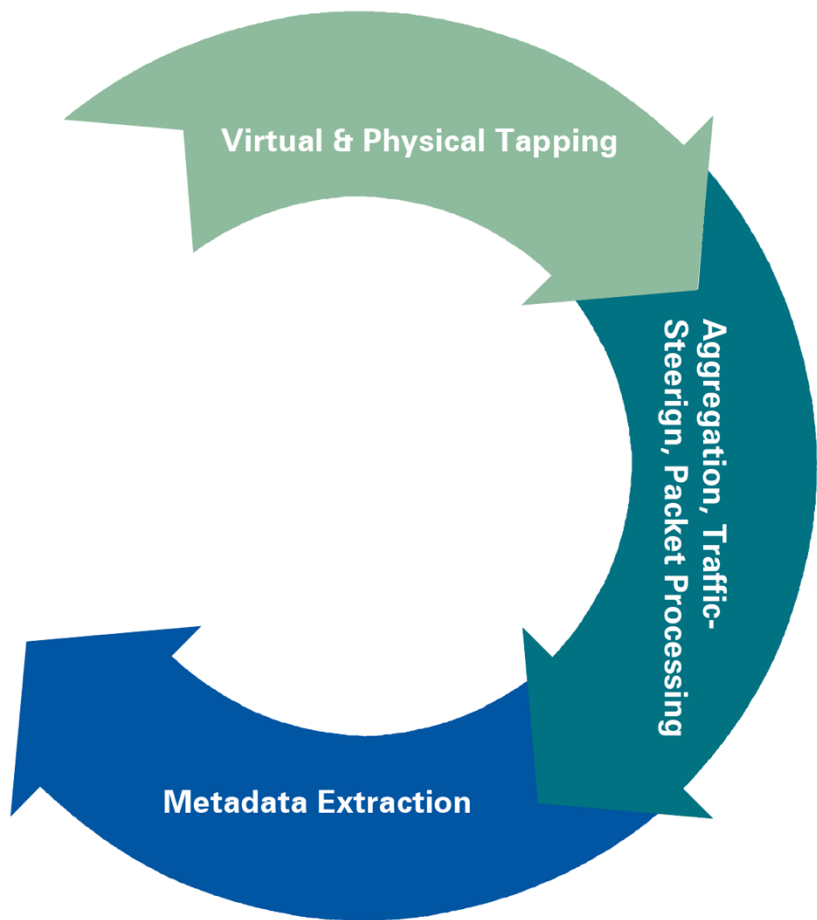 Virtual & Physical Tapping
Aggregation, Traffic-
Steerign, Packet Processing
Metadata Extraction